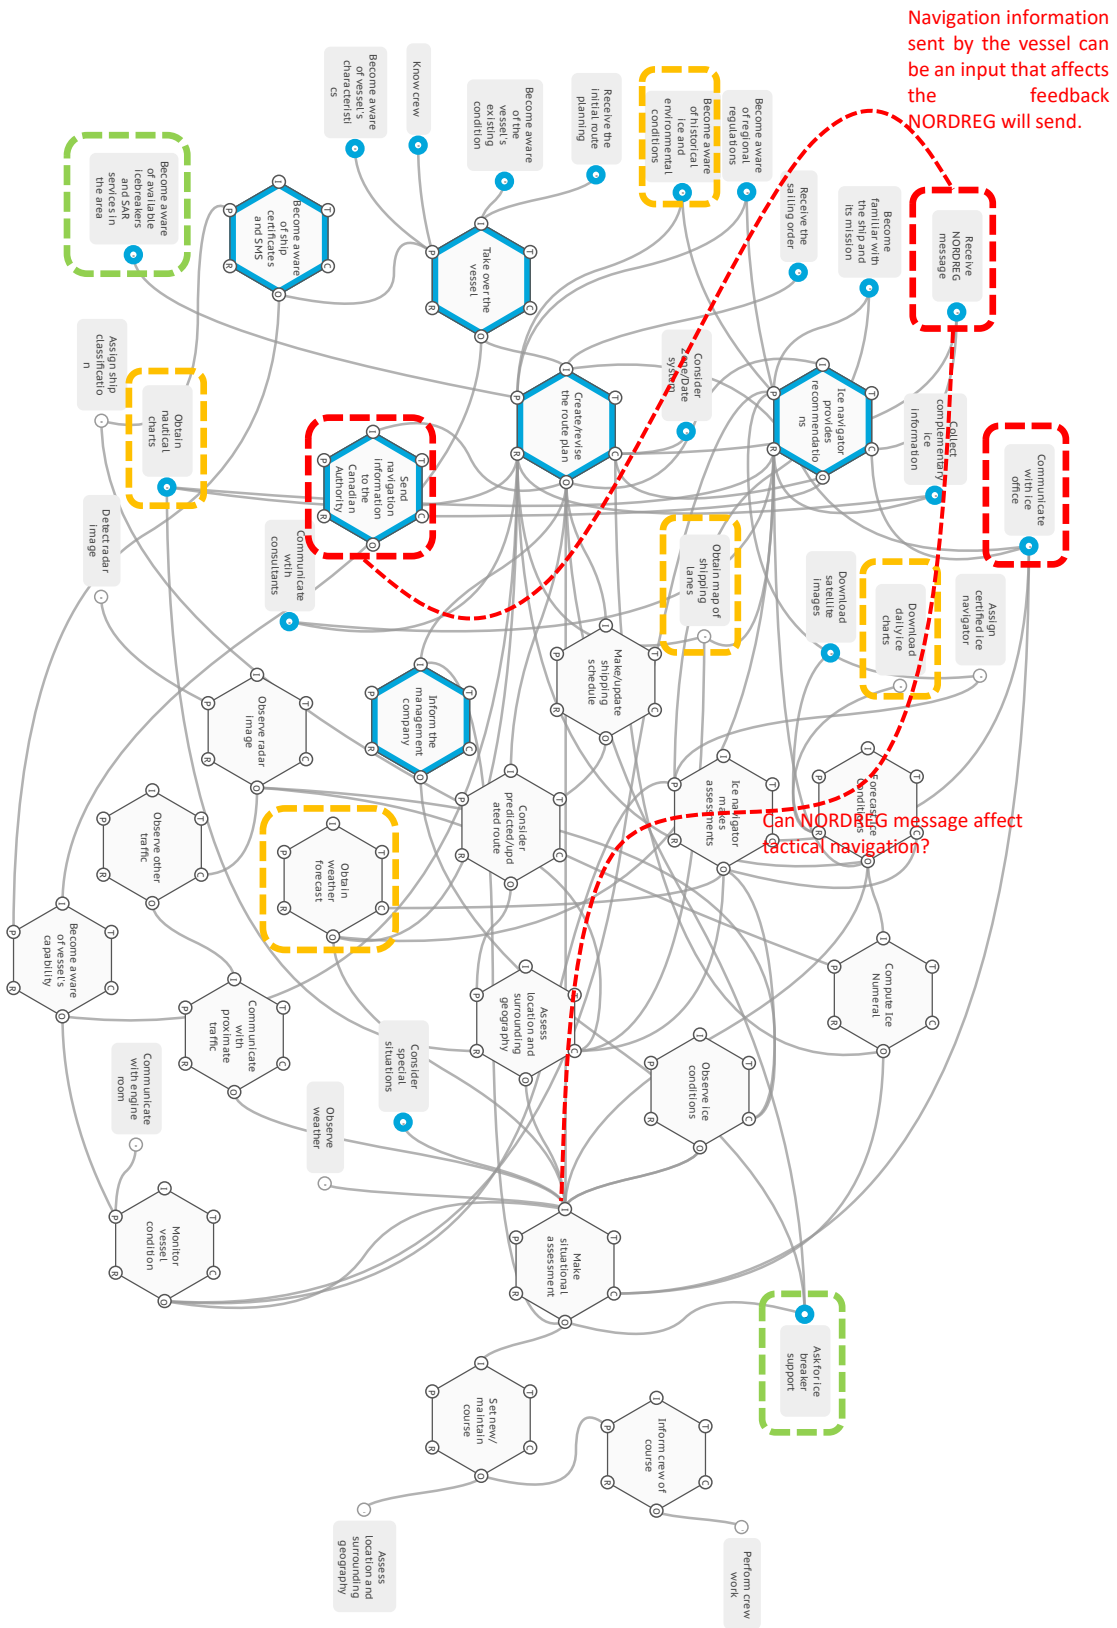 Navigation information
sent by the vessel can
be an input that affects
the feedback
NORDREG will send.
Become aware
of vessel's
characteristi
cs
Know crew
Become aware
of the
vessel's
existing
condition
Receive the
initial route
planning
Become aware
of historical
ice and
environmental
conditions
Become aware
of regional
regulations
Receive the
sailing order
Become
familiar with
the ship and
its mission
Receive
NORDREG
message
Become aware
of available
icebreakers
and SAR
services in
the area
Become aware
of ship
certificates
and SMS
Take over the
vessel
Create/revise
the route plan
Consider
Zone/Date
system
Ice navigator
provides
recommendatio
ns
Collect
complementary
ice
information
Communicate
with ice
office
Assign ship
classificatio
n
Obtain
nautical
charts
Send
navigation
information
to the
Canadian
Authority
Detect radar
image
Communicate
wtih
consultants
Obtain map of
shipping
lanes
Download
satellite
images
Download
daily ice
charts
Assign
certified ice
navigator
Make/update
shipping
schedule
Inform the
management
company
Observe radar
image
Observe other
traffic
Obtain
weather
forecast
Consider
predicted/upd
ated route
Ice navigator
makes
assessments
Forecast ice
conditions
Can NORDREG message affect
tactical navigation?
Become aware
of vessel's
capability
Communicate
with
proximate
traffic
Assess
location and
surrounding
geography
Compute Ice
Numeral
Observe ice
conditions
Consider
special
situations
Communicate
with engine
room
Observe
weather
Monitor
vessel
condition
Make
situational
assessment
Ask for ice
breaker
support
Set new/
maintain
course
Inform crew of
course
Assess
location and
surrounding
geography
Perform crew
work